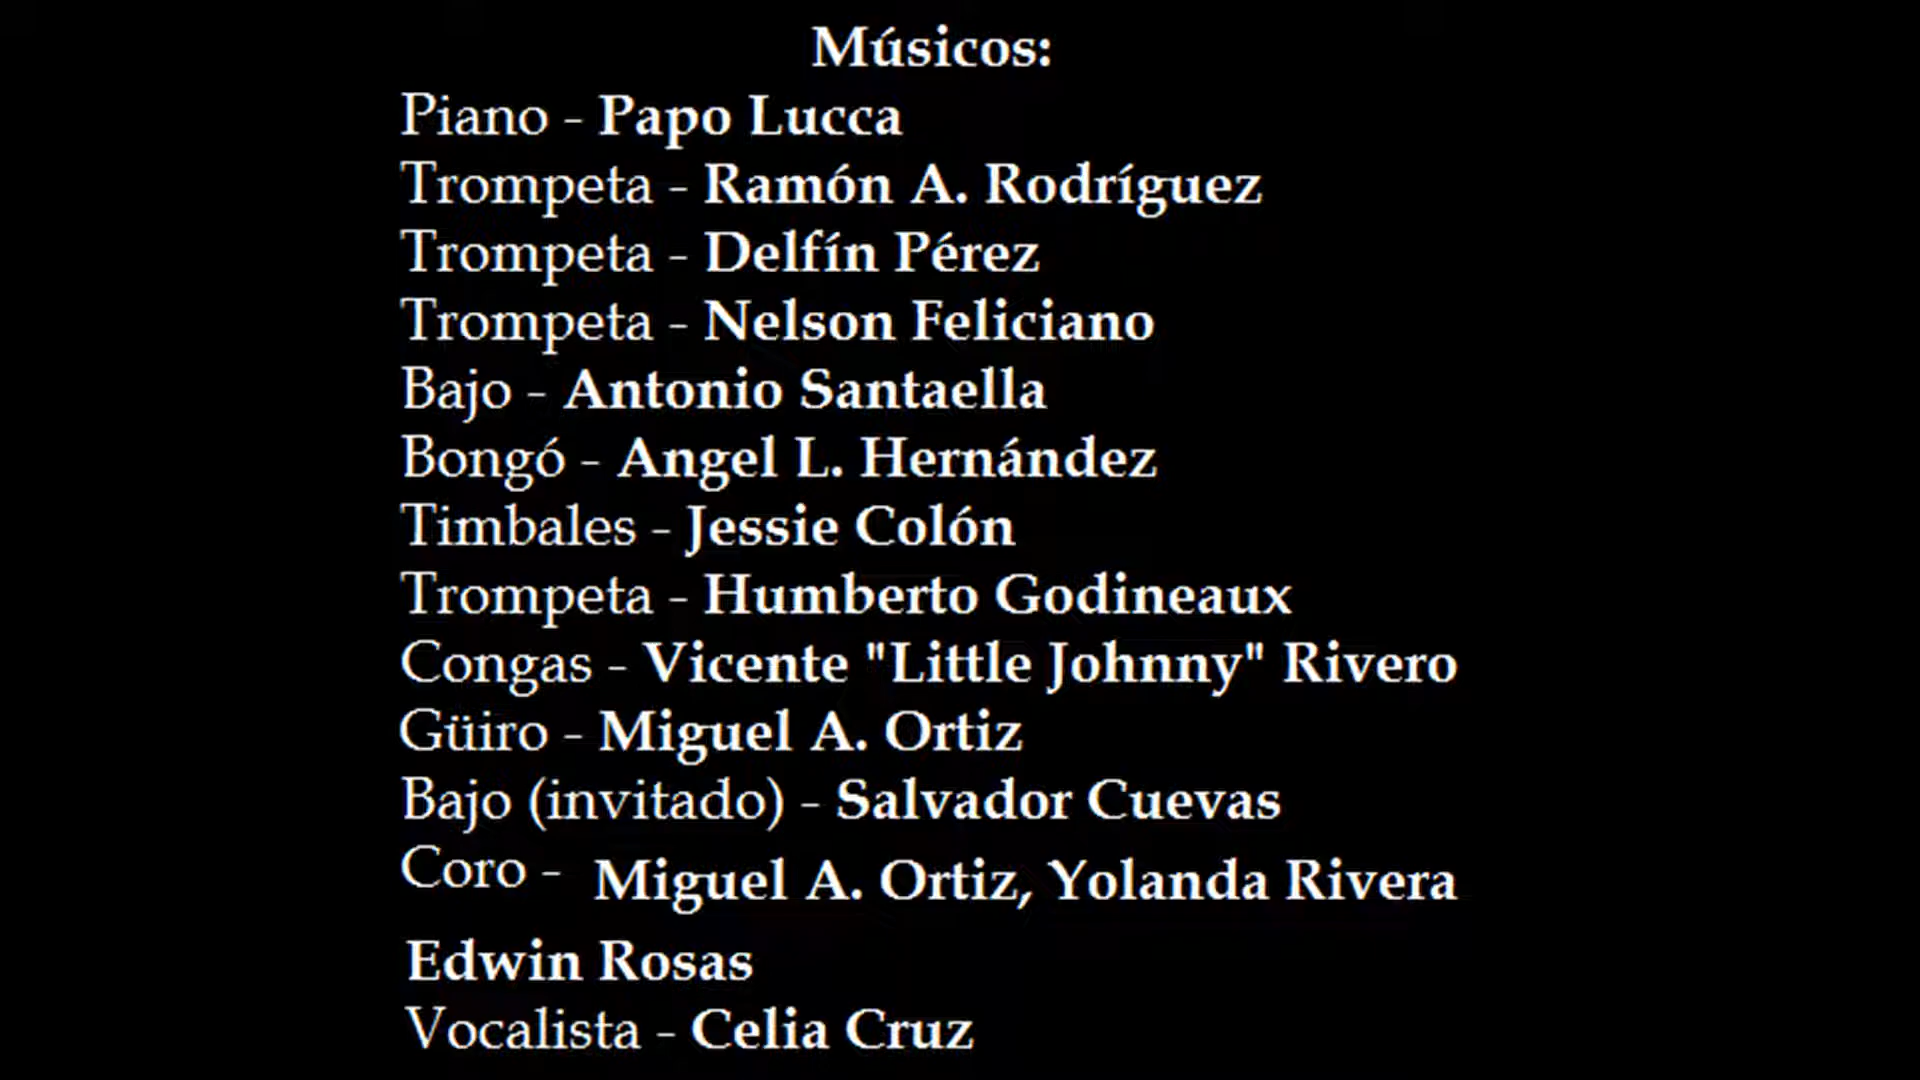 Músicos:
Piano - Papo Lucca
Trompeta - Ramón A. Rodríguez
Trompeta - Delfín Pérez
Trompeta - Nelson Feliciano
Bajo - Antonio Santaella
Bongó - Angel L. Hernández
Timbales - Jessie Colón
Trompeta - Humberto Godineaux
Congas - Vicente "Little Johnny" Rivero
Güiro - Miguel A. Ortiz
Bajo (invitado) - Salvador Cuevas
Coro - Miguel A. Ortiz, Yolanda Rivera
Edwin Rosas
Vocalista - Celia Cruz